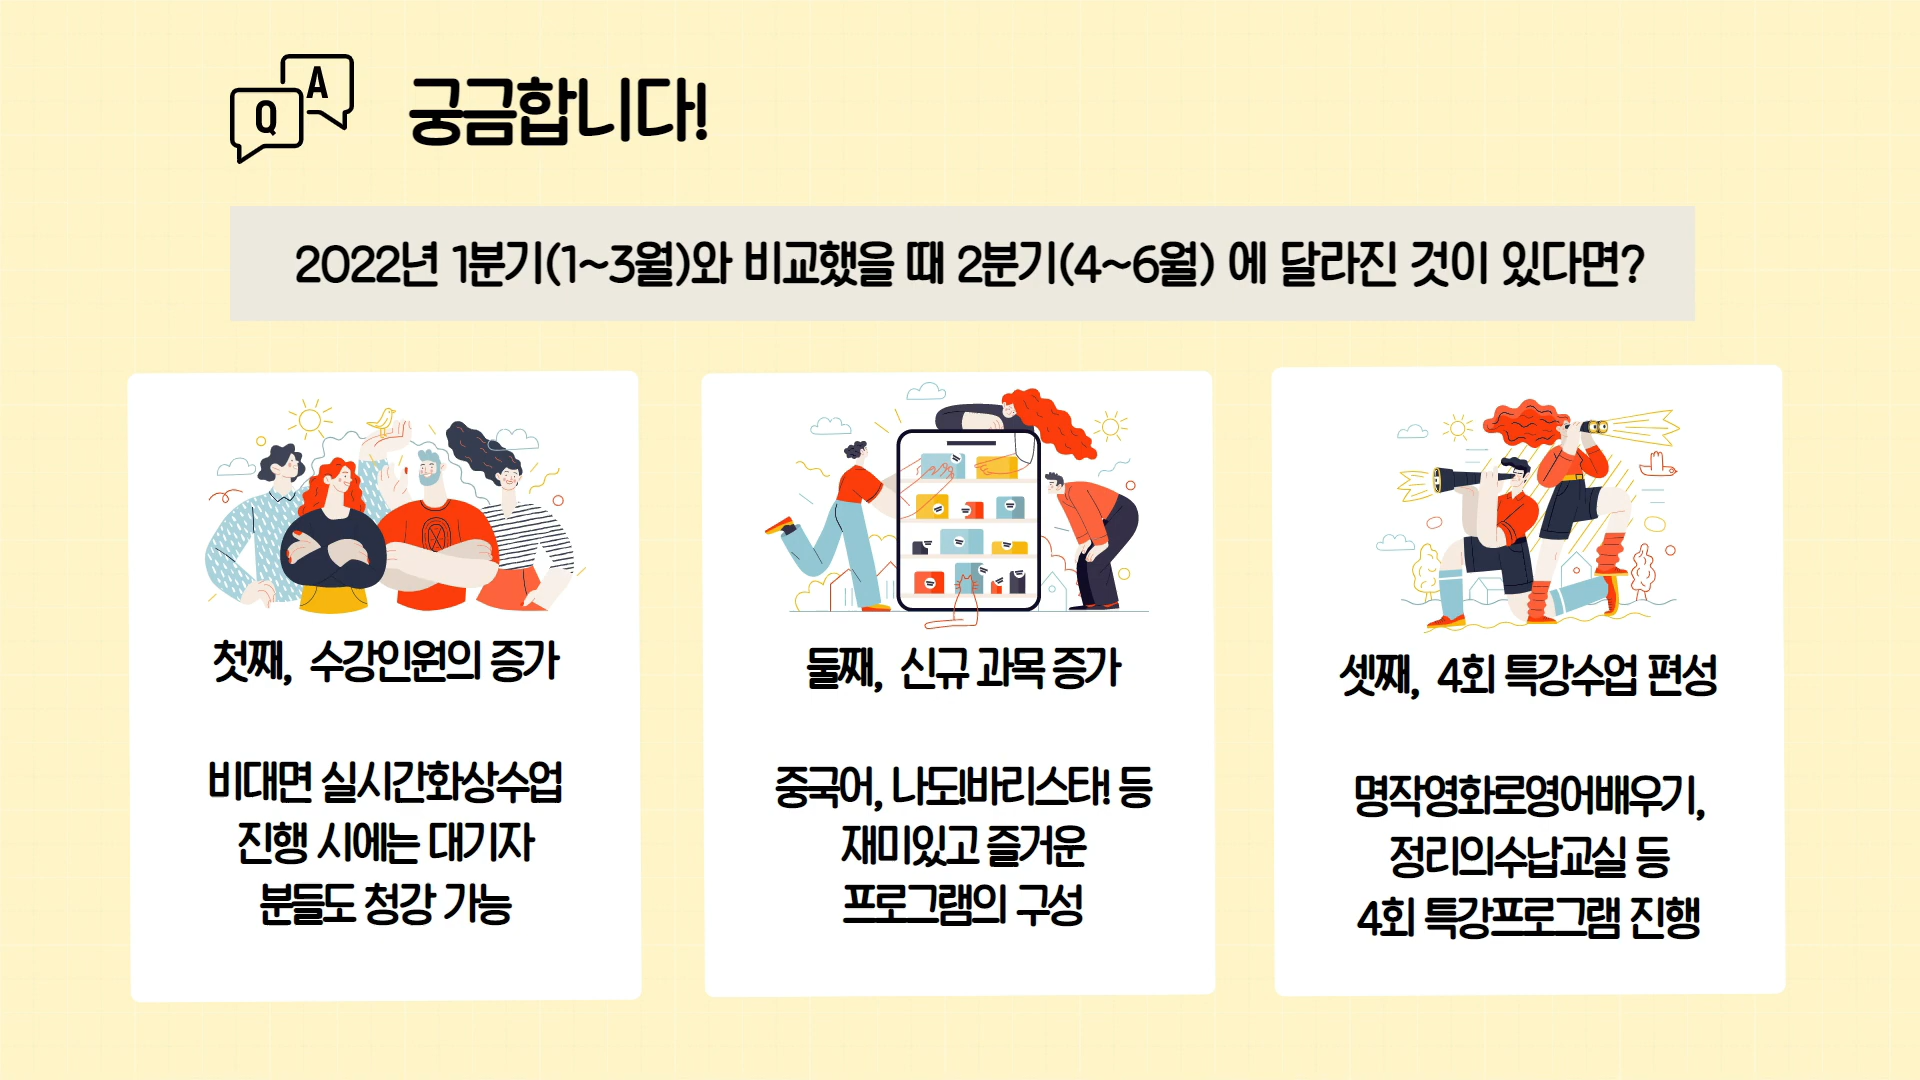 Q
A
궁금합니다!
2022년 1분기(1~3월)와 비교했을 때 2분기(4~6월) 에 달라진 것이 있다면?
첫째, 수강인원의 증가
비대면 실시간화상수업
진행 시에는 대기자
분들도 청강 가능
둘째, 신규 과목 증가
중국어, 나도!바리스타! 등
재미있고 즐거운
프로그램의 구성
셋째, 4회 특강수업 편성
명작영화로영어배우기,
정리의수납교실 등
4회 특강프로그램 진행